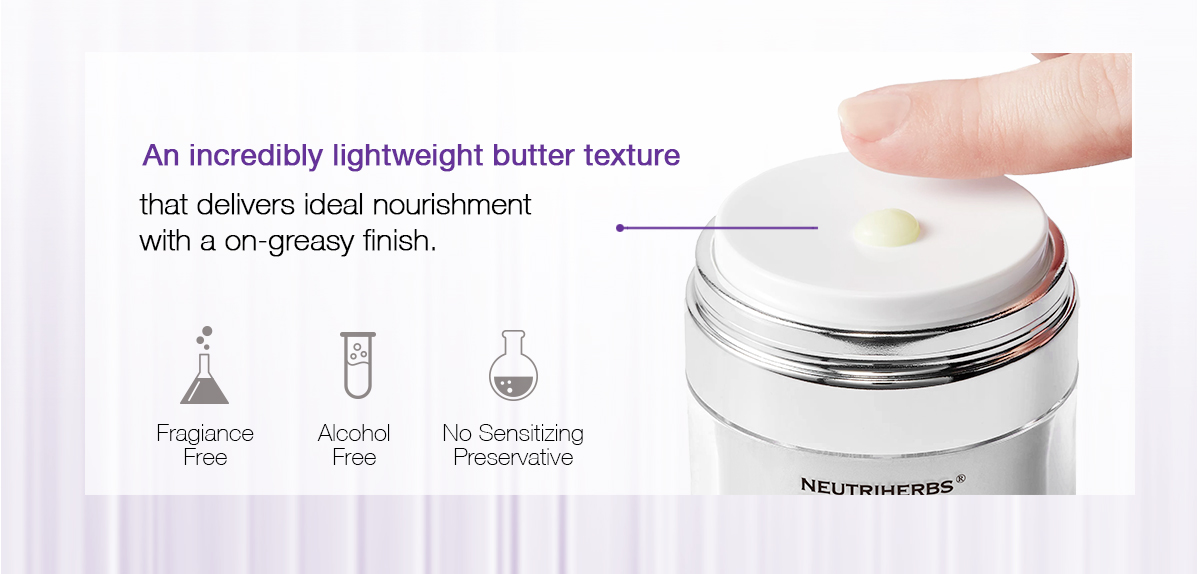 An incredibly lightweight butter texture
that delivers ideal nourishment
with a on-greasy finish.
Fragiance
Free
Alcohol
Free
No Sensitizing
Preservative
NEUTRIHERBS®